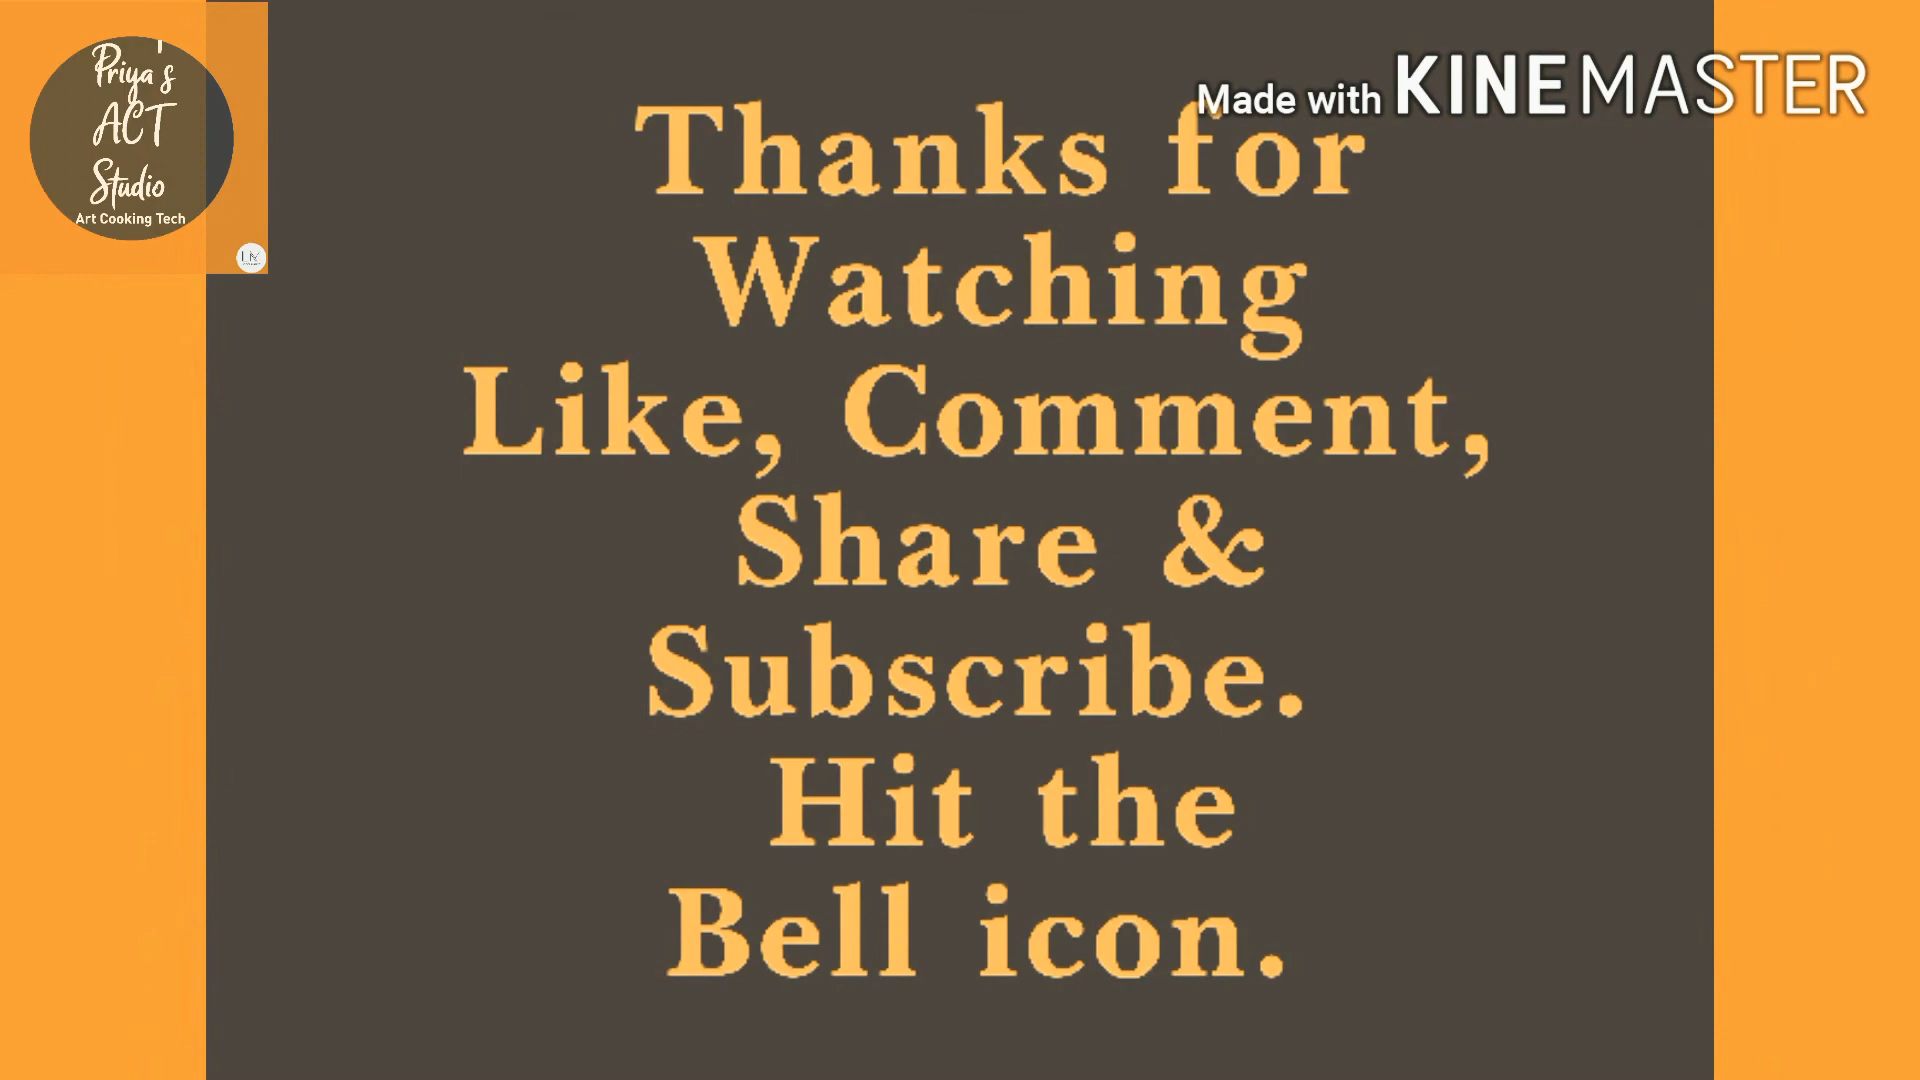 Priya's
ACT
Studio
Art Cooking Tech
Made with KINEMASTER
Thanks for
Watching
Like, Comment,
Share &
Subscribe.
Hit the
Bell icon.